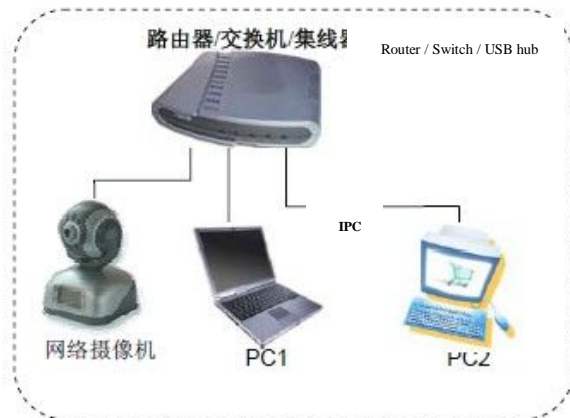 路由器/交换机/集线器
Router / Switch / USB hub
IPC
网络摄像机
PC1
PC2